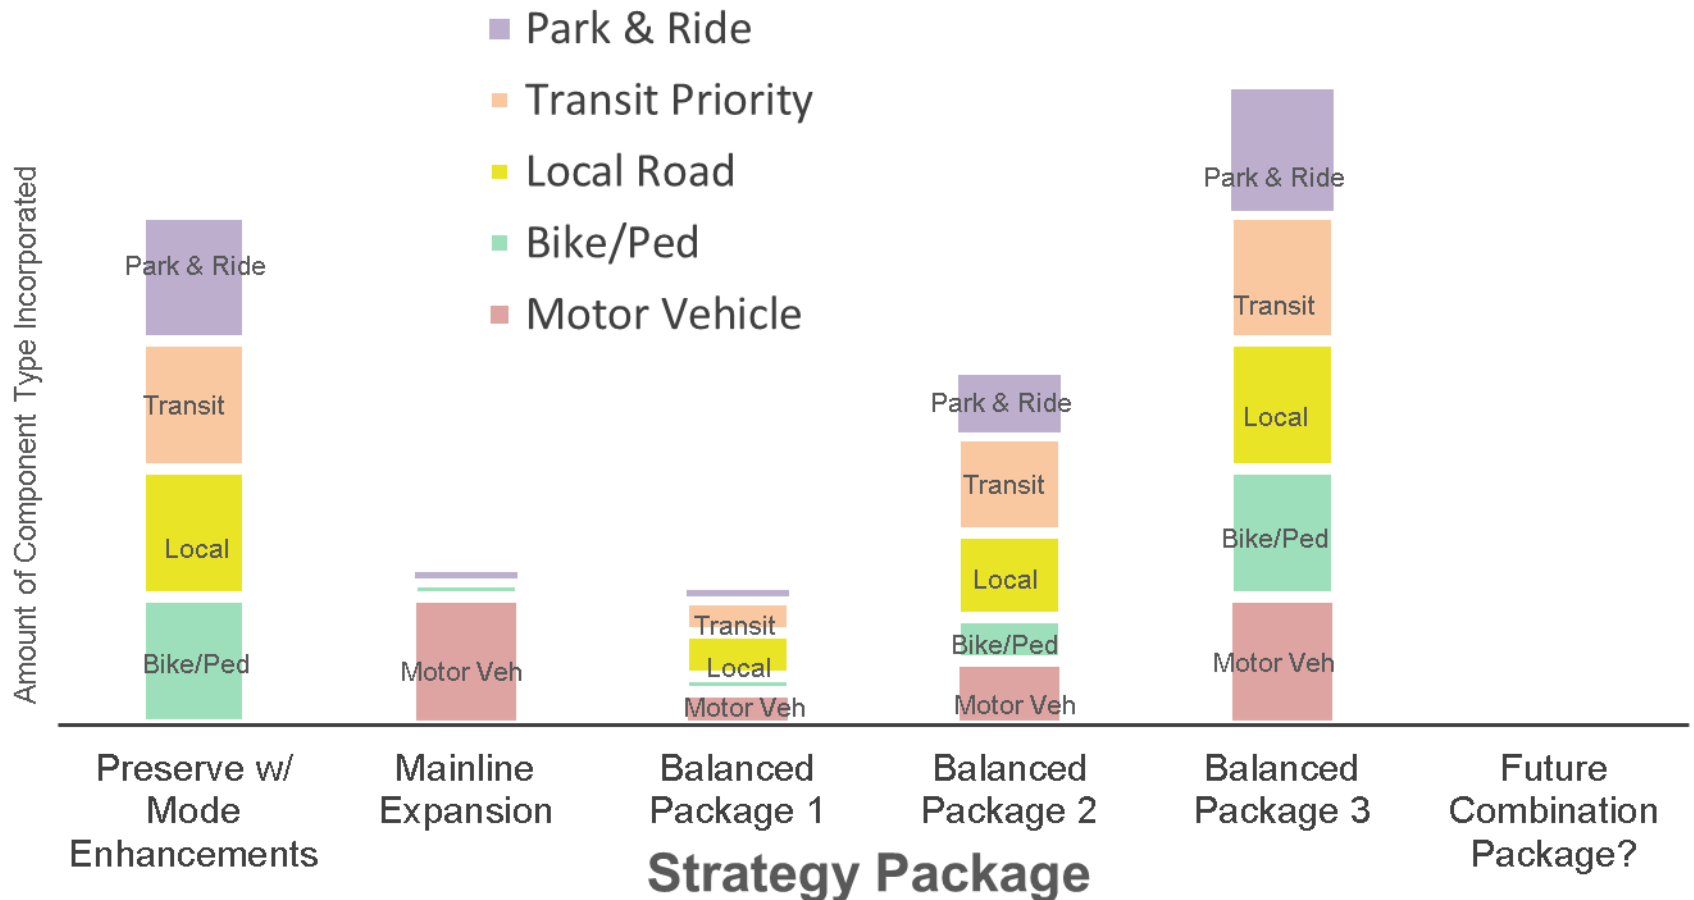 Park & Ride
Transit Priority
Local Road
Bike/Ped
Motor Vehicle
Amount of Component Type Incorporated
Park & Ride
Transit
Local
Bike/Ped
Motor Veh
Transit
Local
Motor Veh
Park & Ride
Transit
Local
Bike/Ped
Motor Veh
Park & Ride
Transit
Local
Bike/Ped
Motor Veh
Preserve w/
Mode
Enhancements
Mainline
Expansion
Balanced
Package 1
Balanced
Package 2
Balanced
Package 3
Future
Combination
Package?
Strategy Package